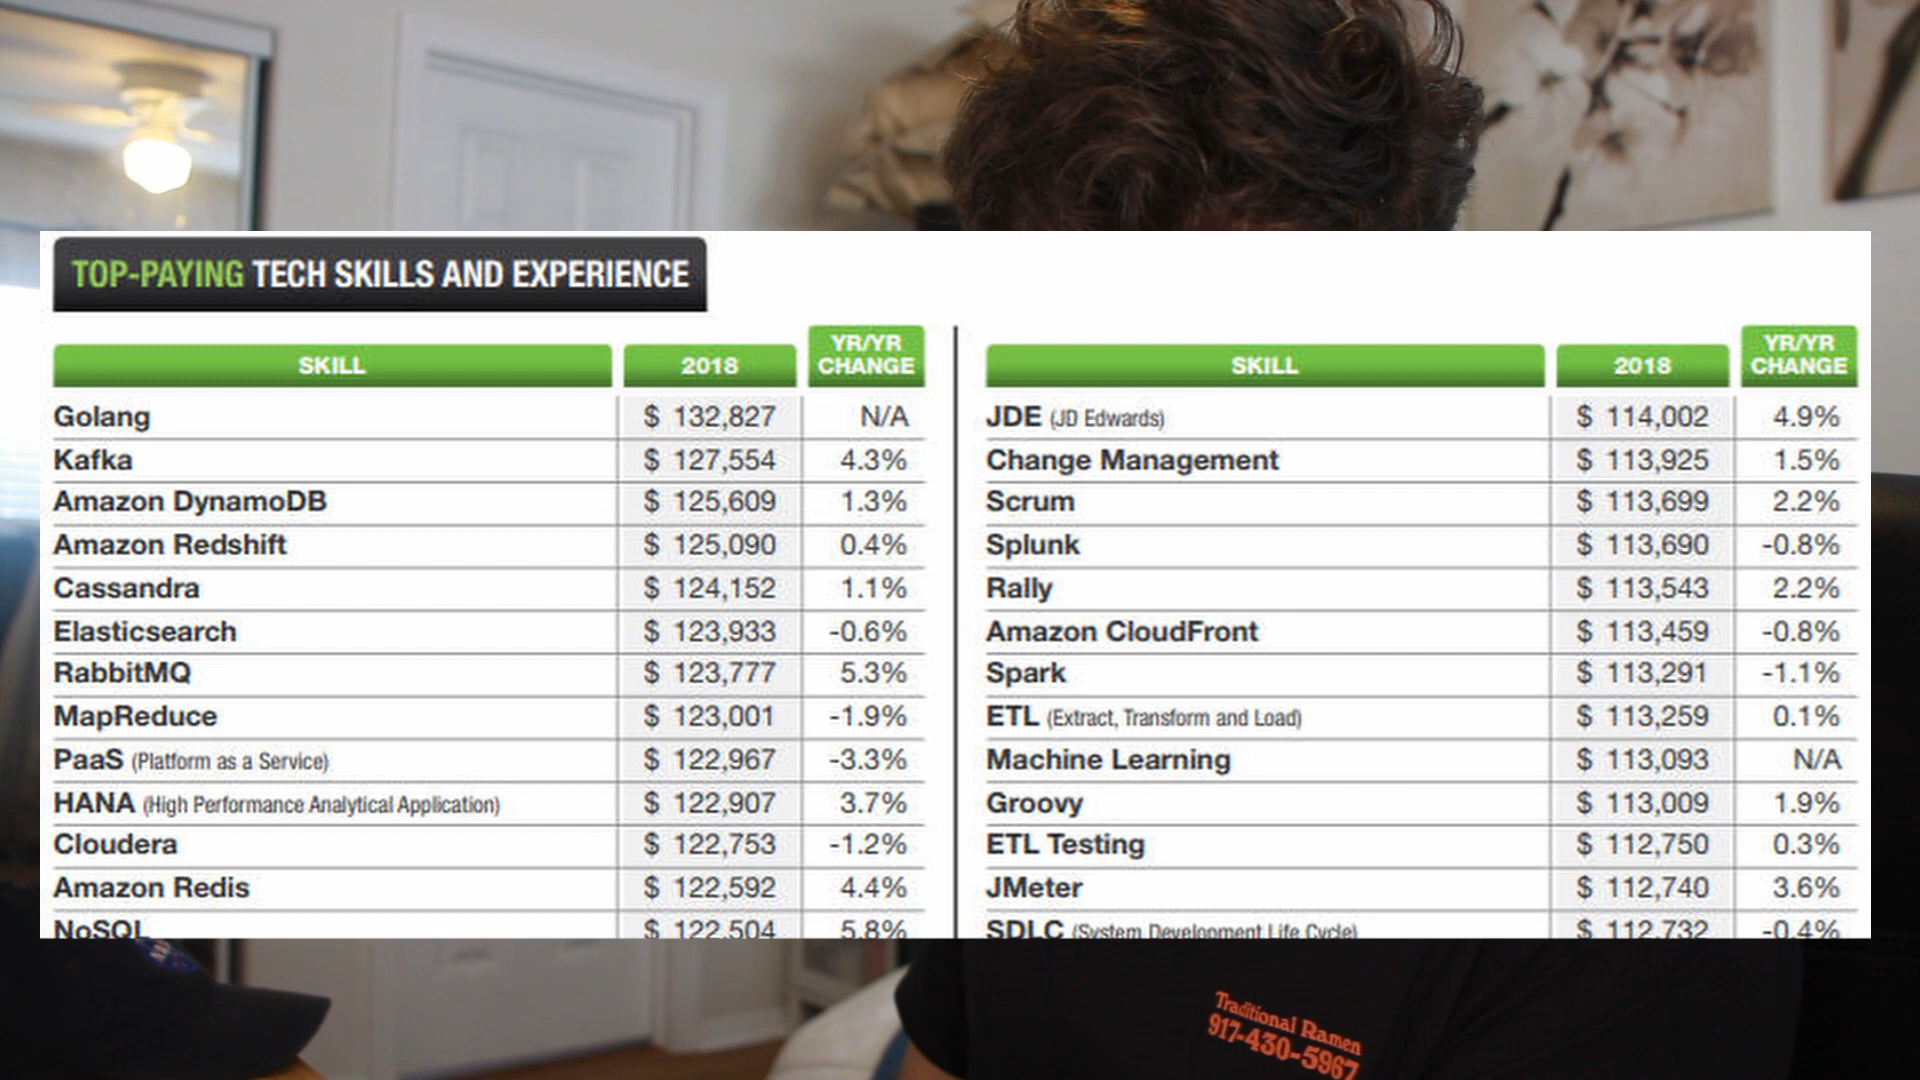 TOP-PAYING TECH SKILLS AND EXPERIENCE
SKILL 2018 YR/YR CHANGE
Golang $ 132,827 N/A
Kafka $ 127,554 4.3%
Amazon DynamoDB $ 125,609 1.3%
Amazon Redshift $ 125,090 0.4%
Cassandra $ 124,152 1.1%
Elasticsearch $ 123,933 -0.6%
RabbitMQ $ 123,777 5.3%
MapReduce $ 123,001 -1.9%
PaaS (Platform as a Service) $ 122,967 -3.3%
HANA (High Performance Analytical Application) $ 122,907 3.7%
Cloudera $ 122,753 -1.2%
Amazon Redis $ 122,592 4.4%
NoSQL $ 122,504 5.8%
SKILL 2018 YR/YR CHANGE
JDE (JD Edwards) $ 114,002 4.9%
Change Management $ 113,925 1.5%
Scrum $ 113,699 2.2%
Splunk $ 113,690 -0.8%
Rally $ 113,543 2.2%
Amazon CloudFront $ 113,459 -0.8%
Spark $ 113,291 -1.1%
ETL (Extract, Transform and Load) $ 113,259 0.1%
Machine Learning $ 113,093 N/A
Groovy $ 113,009 1.9%
ETL Testing $ 112,750 0.3%
JMeter $ 112,740 3.6%
SDLC (System Development Life Cycle) $ 112,732 -0.4%
Traditional Ramen
917-430-5967